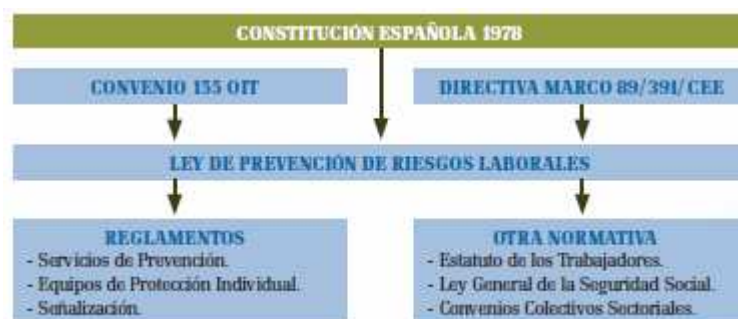 CONSTITUCIÓN ESPAÑOLA 1978
CONVENIO 155 OIT
DIRECTIVA MARCO 89/391/CEE
LEY DE PREVENCIÓN DE RIESGOS LABORALES
REGLAMENTOS
- Servicios de Prevención.
- Equipos de Protección Individual.
- Señalización.
OTRA NORMATIVA
- Estatuto de los Trabajadores.
- Ley General de la Seguridad Social.
- Convenios Colectivos Sectoriales.